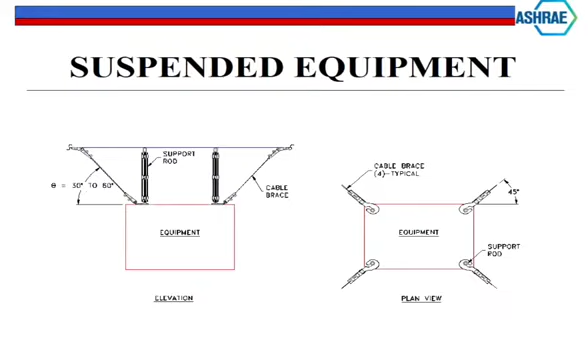 ASHRAE
SUSPENDED EQUIPMENT
SUPPORT
ROD
Θ = 30° TO 60°
CABLE
BRACE
EQUIPMENT
ELEVATION
CABLE BRACE
(4)-TYPICAL
45°
EQUIPMENT
SUPPORT
ROD
PLAN VIEW